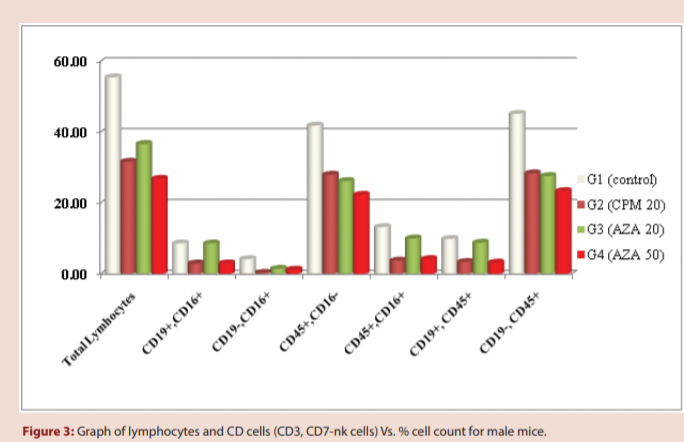 60.00
40.00
20.00
0.00
Total Lymhocytes
CD19+,CD16+
CD19-,CD16+
CD45+,CD16-
CD45+,CD16+
CD19+, CD45+
CD19-, CD45+
G1 (control)
G2 (CPM 20)
G3 (AZA 20)
G4 (AZA 50)
Figure 3: Graph of lymphocytes and CD cells (CD3, CD7-nk cells) Vs. % cell count for male mice.